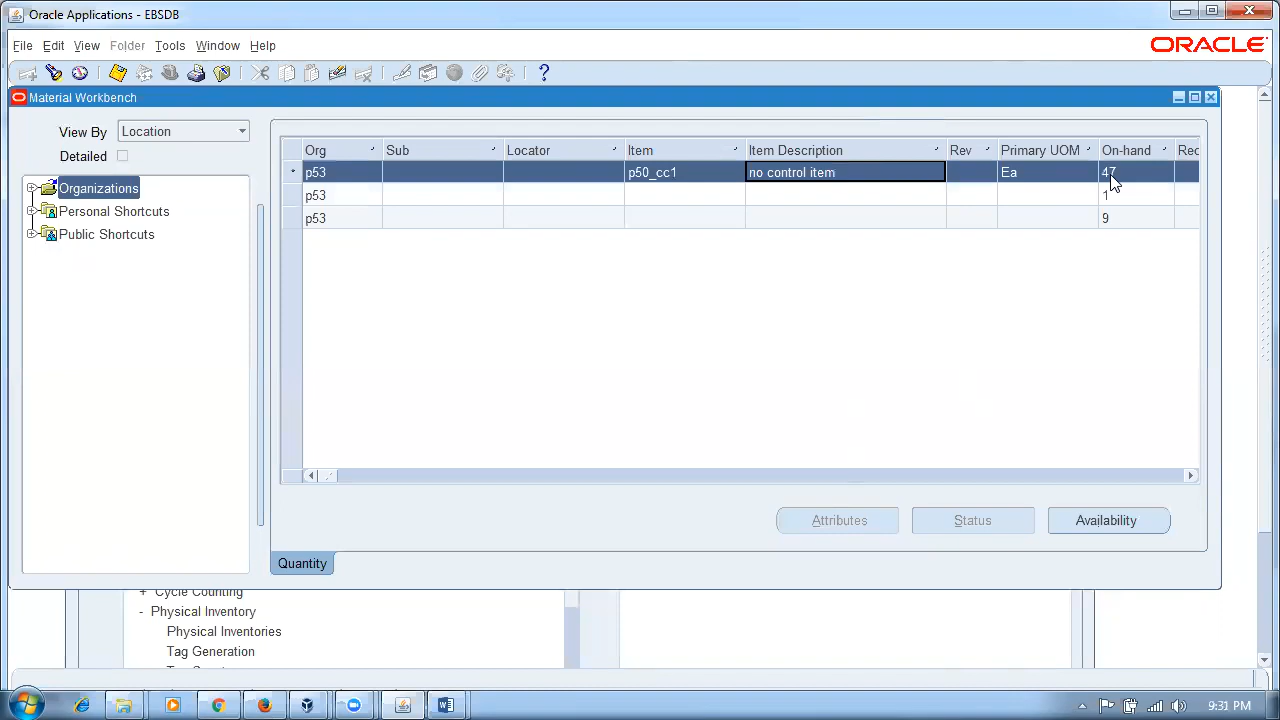 Oracle Applications - EBSDB
File Edit View Folder Tools Window Help
ORACLE
?
Material Workbench
View By Location
Detailed
Organizations
Personal Shortcuts
Public Shortcuts
Org Sub Locator Item Item Description Rev Primary UOM On-hand Rec
p53 p50_cc1 no control item Ea 47
p53 1
p53 9
Attributes Status Availability
Quantity
+ Cycle Counting
- Physical Inventory
Physical Inventories
Tag Generation
9:31 PM